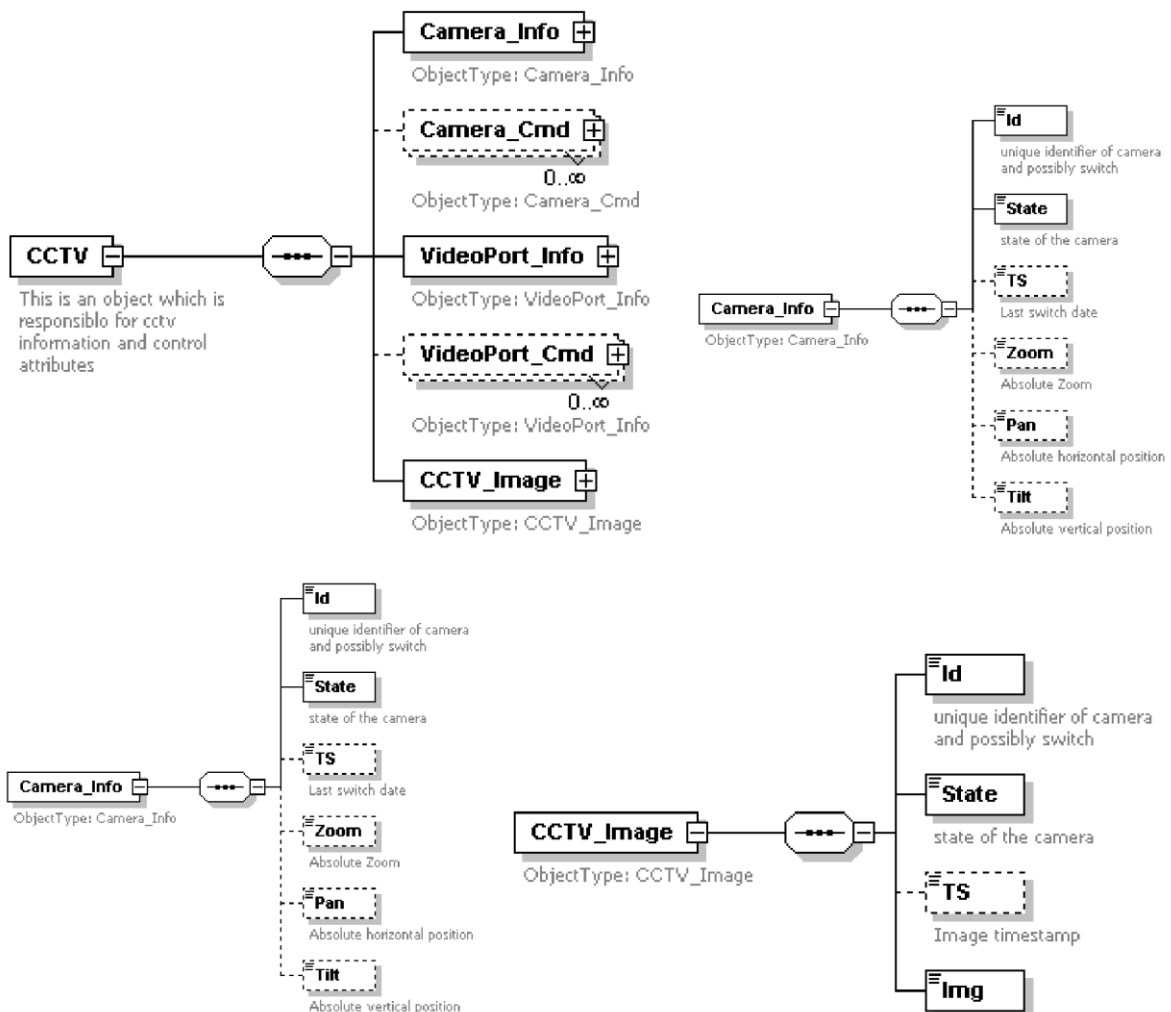 Camera_Info
ObjectType: Camera_Info
Camera_Cmd
0..∞
ObjectType: Camera_Cmd
CCTV
This is an object which is
responsiblo for cctv
information and control
attributes
VideoPort_Info
ObjectType: VideoPort_Info
VideoPort_Cmd
0..∞
ObjectType: VideoPort_Info
CCTV_Image
ObjectType: CCTV_Image
Camera_Info
ObjectType: Camera_Info
Id
unique identifier of camera
and possibly switch
State
state of the camera
TS
Last switch date
Zoom
Absolute Zoom
Pan
Absolute horizontal position
Tilt
Absolute vertical position
Camera_Info
ObjectType: Camera_Info
Id
unique identifier of camera
and possibly switch
State
state of the camera
TS
Last switch date
Zoom
Absolute Zoom
Pan
Absolute horizontal position
Tilt
Absolute vertical position
CCTV_Image
ObjectType: CCTV_Image
Id
unique identifier of camera
and possibly switch
State
state of the camera
TS
Image timestamp
Img